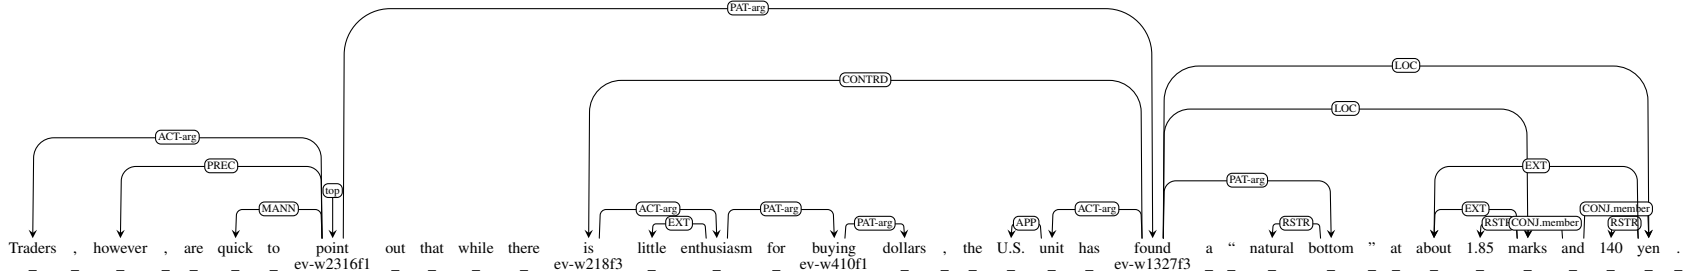 PAT-arg
LOC
CONTRD
LOC
ACT-arg
PREC EXT
top PAT-arg
MANN ACT-arg PAT-arg ACT-arg EXT CONJ.member
EXT PAT-arg APP RSTR RSTR CONJ.member RSTR
Traders , however , are quick to point out that while there is little enthusiasm for buying dollars , the U.S. unit has found a “ natural bottom ” at about 1.85 marks and 140 yen .
_ _ _ _ _ _ _ ev-w2316f1 _ _ _ _ ev-w218f3 _ _ _ ev-w410f1 _ _ _ _ _ _ ev-w1327f3 _ _ _ _ _ _ _ _ _ _ _ _ _